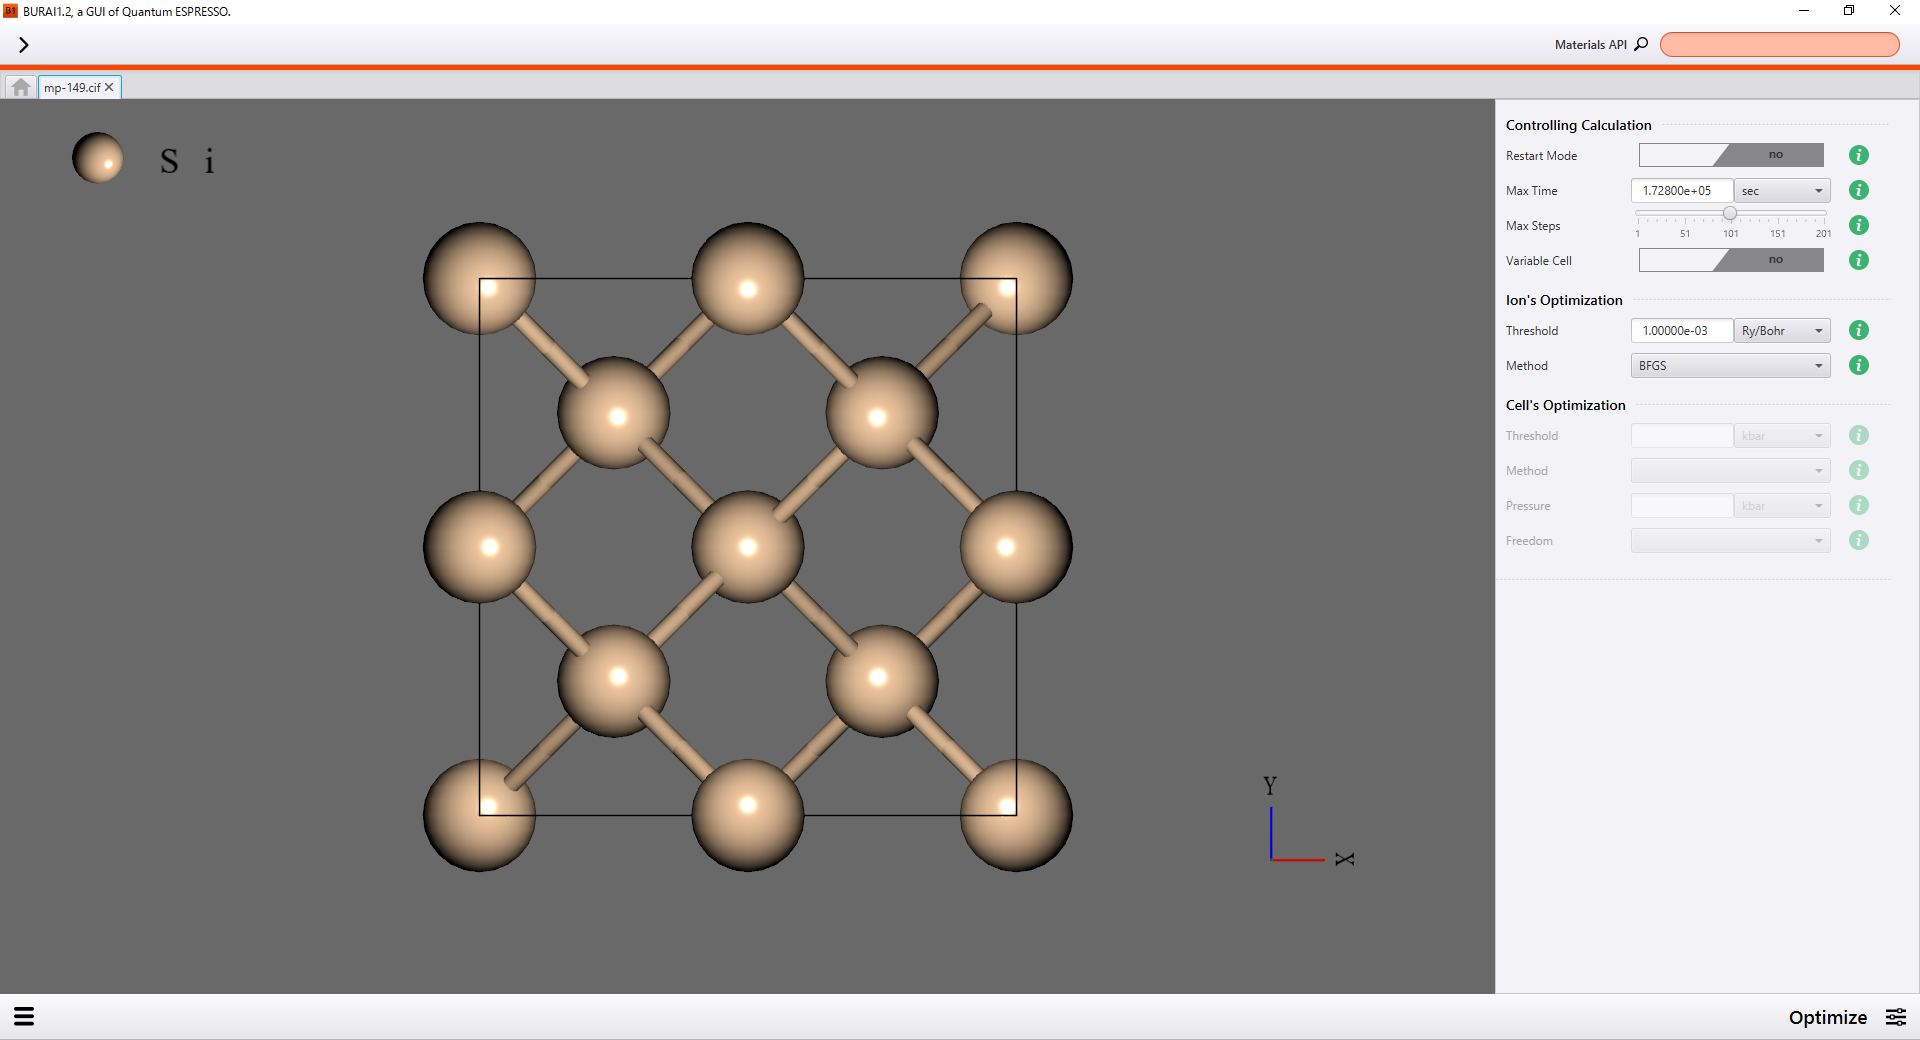 B1 BURAI1.2, a GUI of Quantum ESPRESSO.
Materials API
mp-149.cif
S i
Y
X
Controlling Calculation
Restart Mode no
Max Time 1.72800e+05 sec
Max Steps
1 51 101 151 201
Variable Cell no
Ion's Optimization
Threshold 1.00000e-03 Ry/Bohr
Method BFGS
Cell's Optimization
Threshold kbar
Method
Pressure kbar
Freedom
Optimize